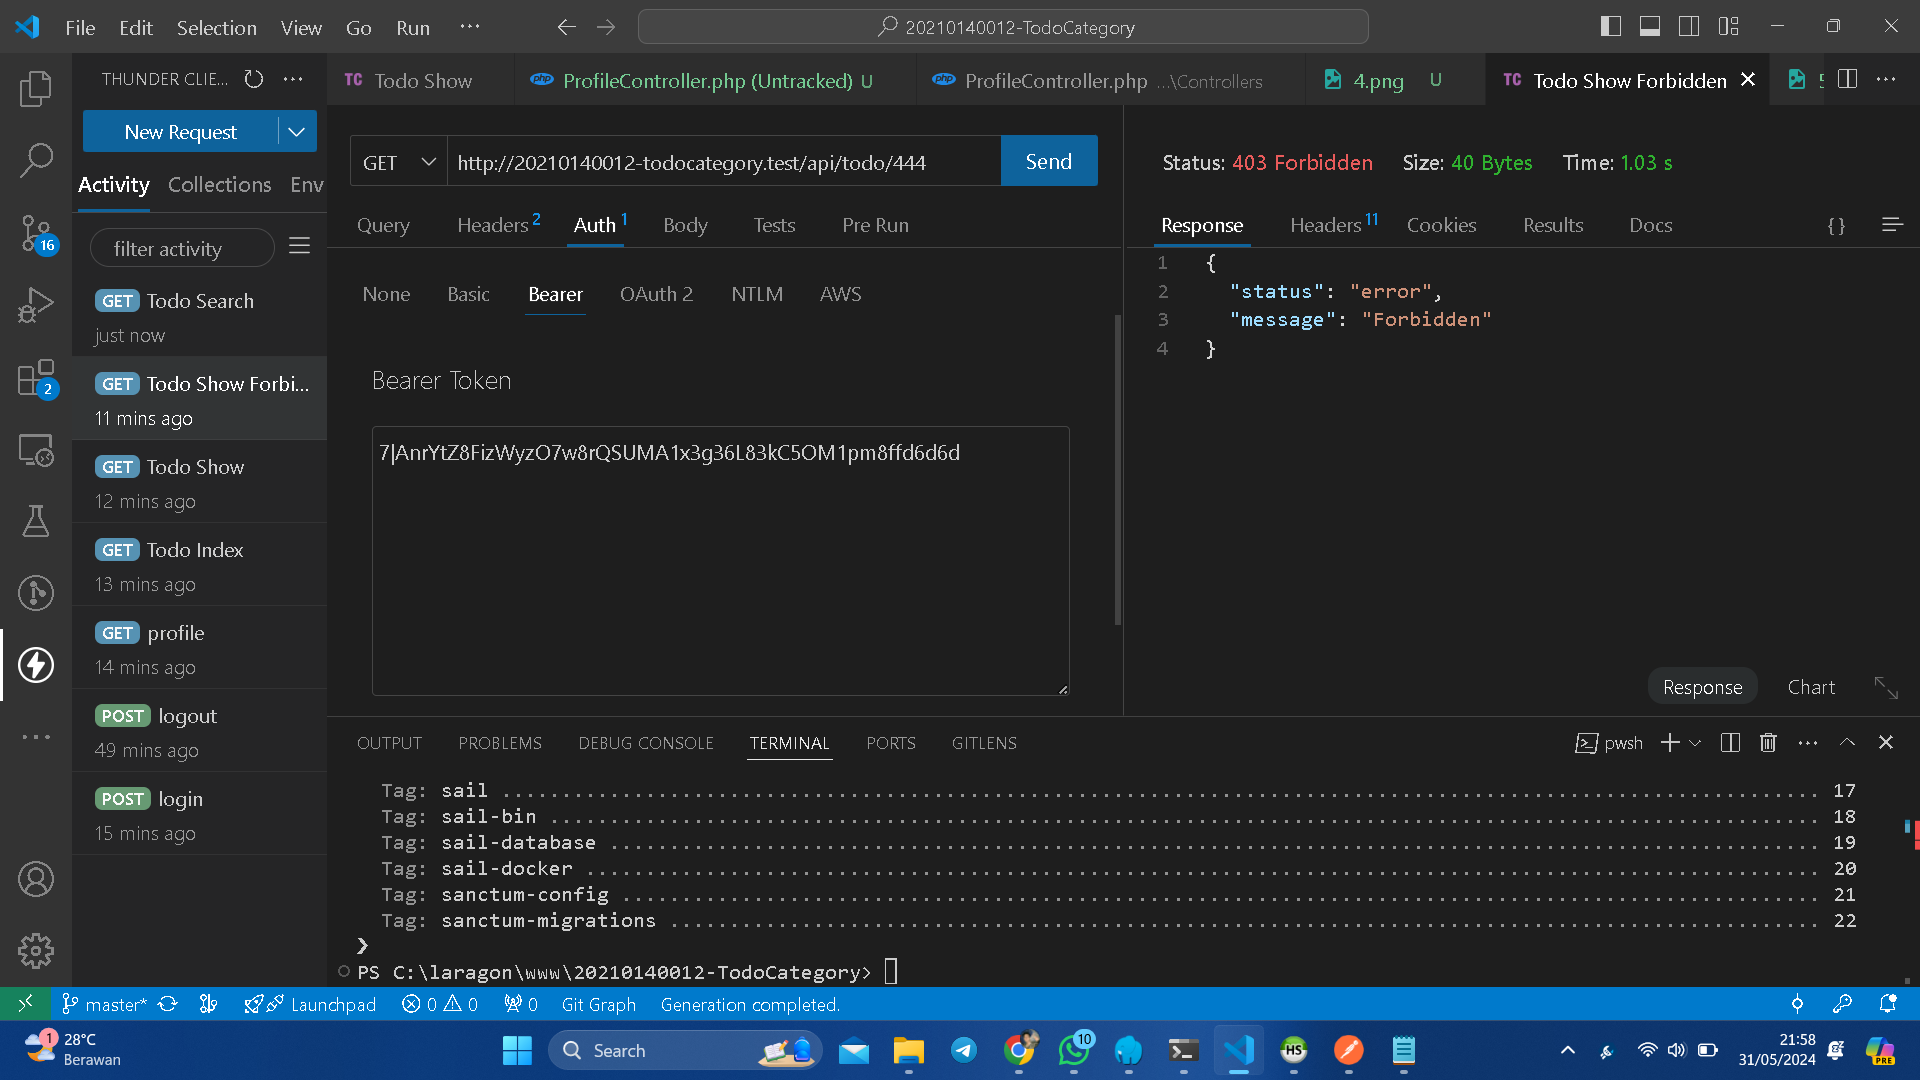 File Edit Selection View Go Run ···
20210140012-TodoCategory
THUNDER CLIE...
TC Todo Show
php ProfileController.php (Untracked) U
php ProfileController.php ...\Controllers
4.png U
TC Todo Show Forbidden
5
New Request
Activity Collections Env
filter activity
GET Todo Search
just now
GET Todo Show Forbi...
11 mins ago
GET Todo Show
12 mins ago
GET Todo Index
13 mins ago
GET profile
14 mins ago
POST logout
49 mins ago
POST login
15 mins ago
16
2
GET http://20210140012-todocategory.test/api/todo/444 Send
Query Headers 2 Auth 1 Body Tests Pre Run
None Basic Bearer OAuth 2 NTLM AWS
Bearer Token
7|AnrYtZ8FizWyzO7w8rQSUMA1x3g36L83kC5OM1pm8ffd6d6d
Status: 403 Forbidden Size: 40 Bytes Time: 1.03 s
Response Headers 11 Cookies Results Docs {}
1 {
2 "status": "error",
3 "message": "Forbidden"
4 }
Response Chart
OUTPUT PROBLEMS DEBUG CONSOLE TERMINAL PORTS GITLENS
pwsh
Tag: sail ........ 17
Tag: sail-bin ........ 18
Tag: sail-database ........ 19
Tag: sail-docker ........ 20
Tag: sanctum-config ........ 21
Tag: sanctum-migrations ........ 22
❯
PS C:\laragon\www\20210140012-TodoCategory>
master* Launchpad 0 0 0 Git Graph Generation completed.
1
28°C
Berawan
Search
10
HS
21:58
31/05/2024
PRE